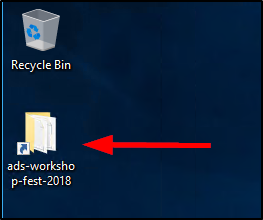 Recycle Bin
ads-worksho
p-fest-2018